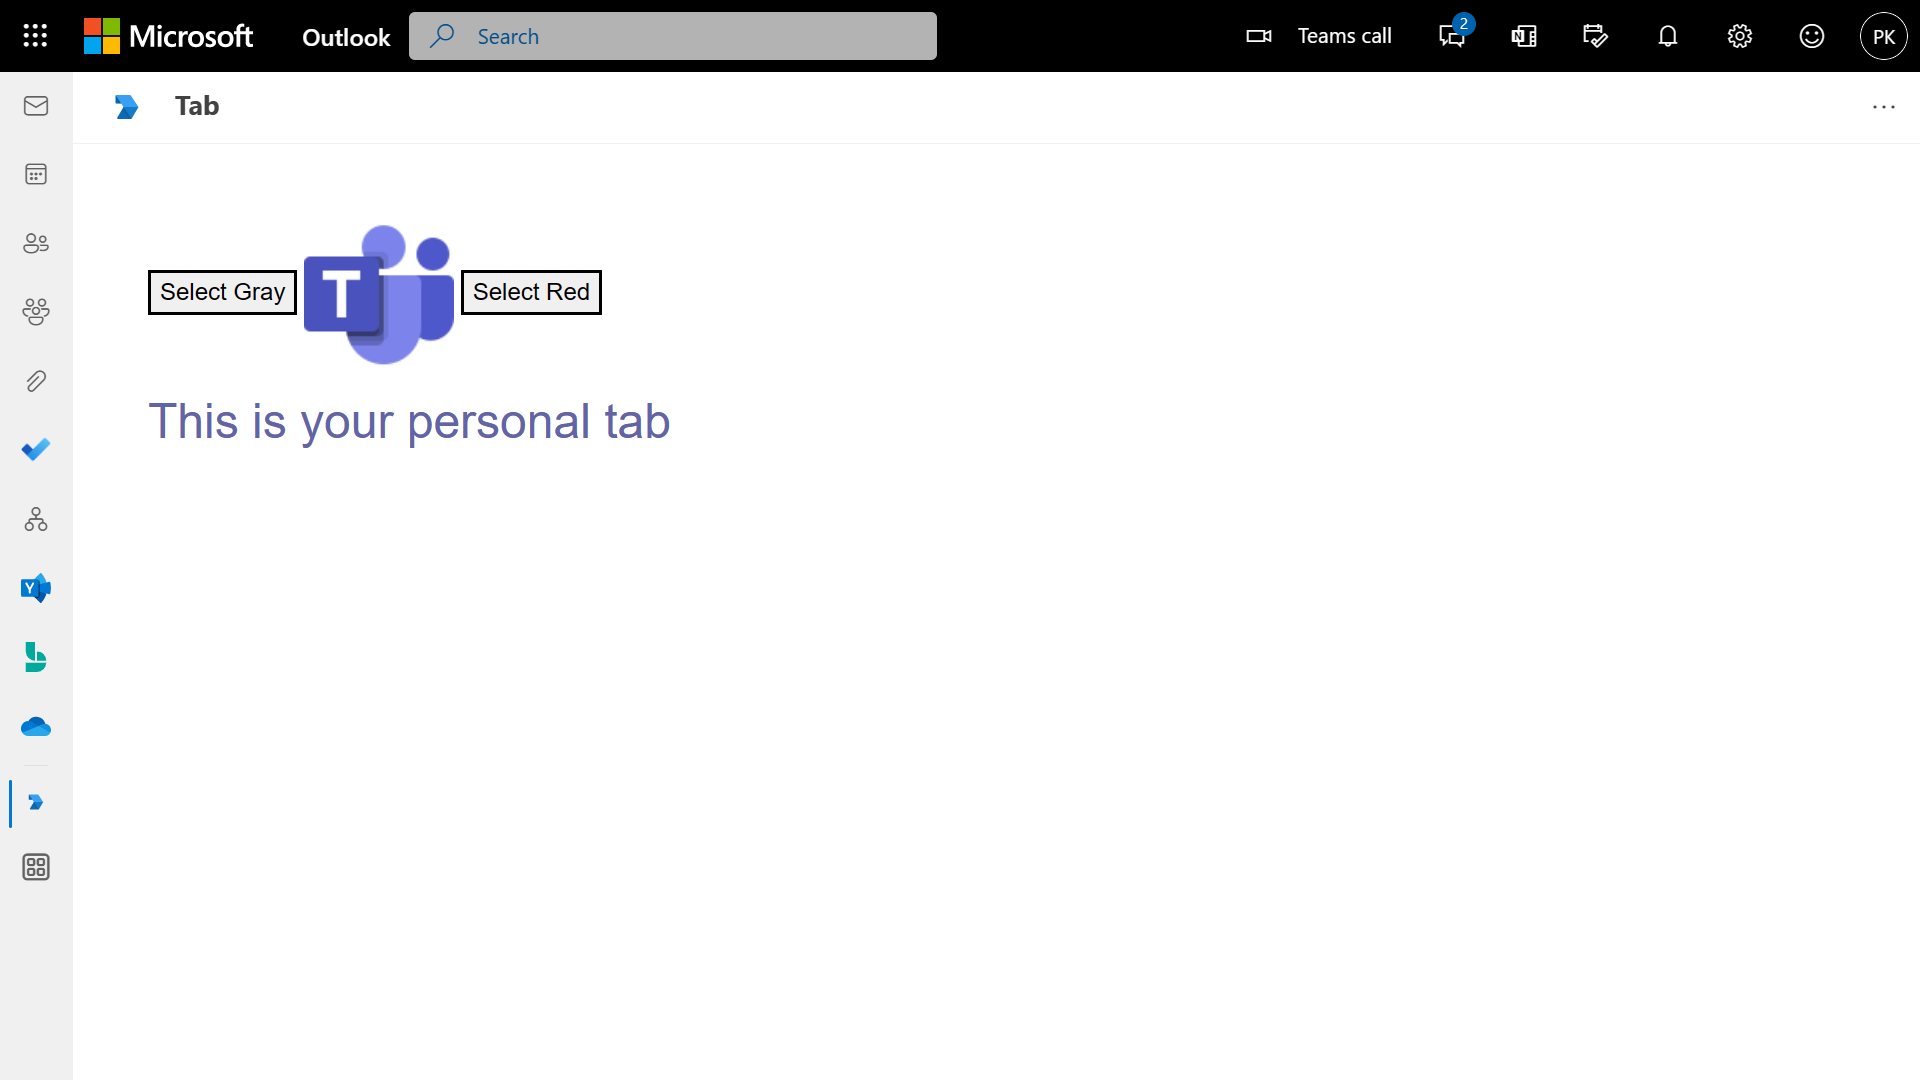 Microsoft Outlook Search Teams call 2 PK
Tab
Select Gray T Select Red
This is your personal tab
Y